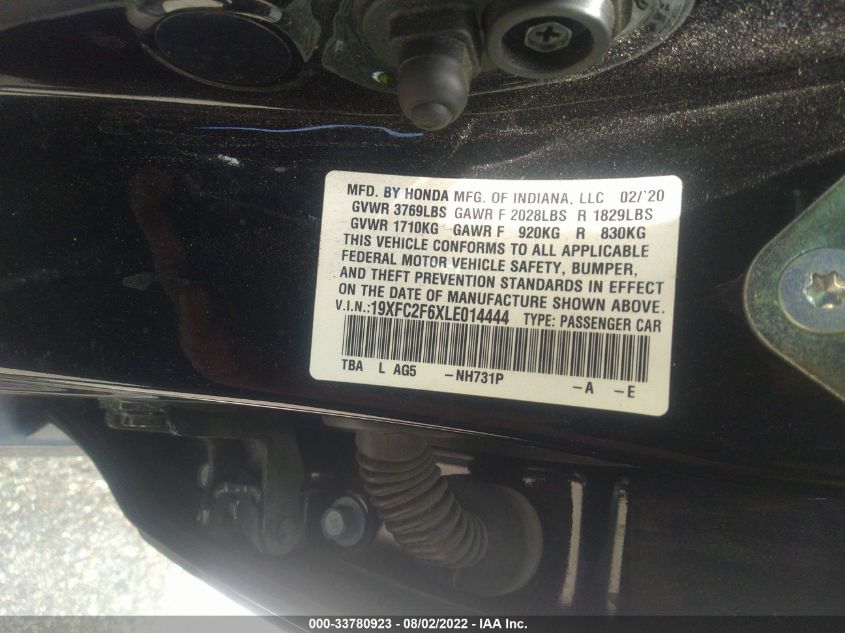 MFD. BY HONDA MFG. OF INDIANA, LLC 02/'20
GVWR 3769LBS GAWR F 2028LBS R 1829LBS
GVWR 1710KG GAWR F 920KG R 830KG
THIS VEHICLE CONFORMS TO ALL APPLICABLE
FEDERAL MOTOR VEHICLE SAFETY, BUMPER,
AND THEFT PREVENTION STANDARDS IN EFFECT
ON THE DATE OF MANUFACTURE SHOWN ABOVE.
V.I.N.:19XFC2F6XLE014444 TYPE: PASSENGER CAR
TBA L AG5 -NH731P -A -E
000-33780923 - 08/02/2022 - IAA Inc.